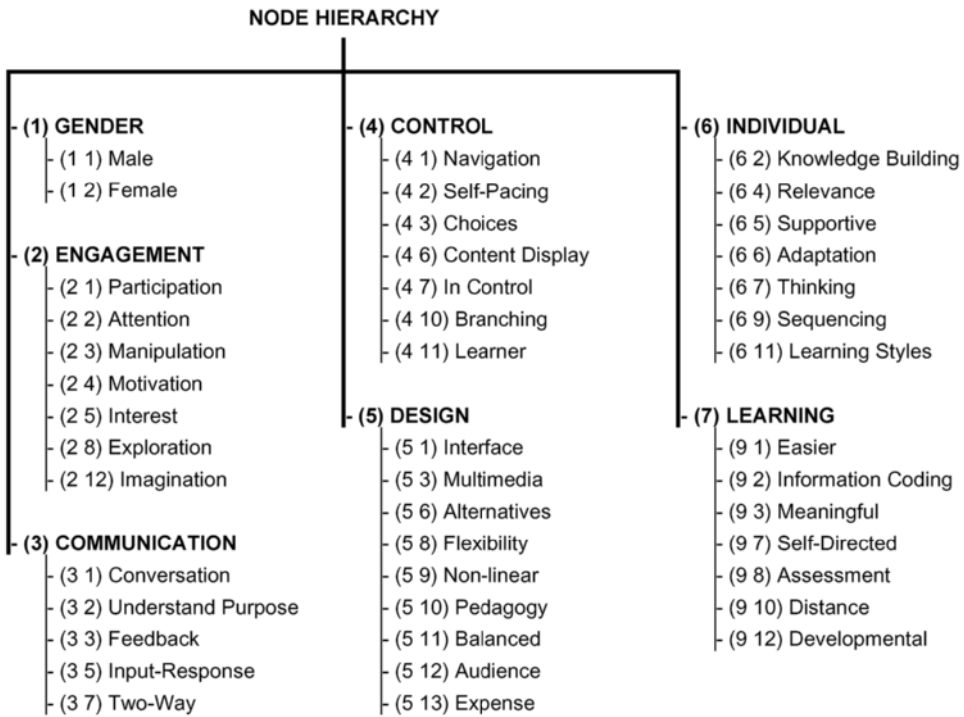 NODE HIERARCHY
- (1) GENDER
- (1 1) Male
- (1 2) Female
- (2) ENGAGEMENT
- (2 1) Participation
- (2 2) Attention
- (2 3) Manipulation
- (2 4) Motivation
- (2 5) Interest
- (2 8) Exploration
- (2 12) Imagination
- (3) COMMUNICATION
- (3 1) Conversation
- (3 2) Understand Purpose
- (3 3) Feedback
- (3 5) Input-Response
- (3 7) Two-Way
- (4) CONTROL
- (4 1) Navigation
- (4 2) Self-Pacing
- (4 3) Choices
- (4 6) Content Display
- (4 7) In Control
- (4 10) Branching
- (4 11) Learner
- (5) DESIGN
- (5 1) Interface
- (5 3) Multimedia
- (5 6) Alternatives
- (5 8) Flexibility
- (5 9) Non-linear
- (5 10) Pedagogy
- (5 11) Balanced
- (5 12) Audience
- (5 13) Expense
- (6) INDIVIDUAL
- (6 2) Knowledge Building
- (6 4) Relevance
- (6 5) Supportive
- (6 6) Adaptation
- (6 7) Thinking
- (6 9) Sequencing
- (6 11) Learning Styles
- (7) LEARNING
- (9 1) Easier
- (9 2) Information Coding
- (9 3) Meaningful
- (9 7) Self-Directed
- (9 8) Assessment
- (9 10) Distance
- (9 12) Developmental